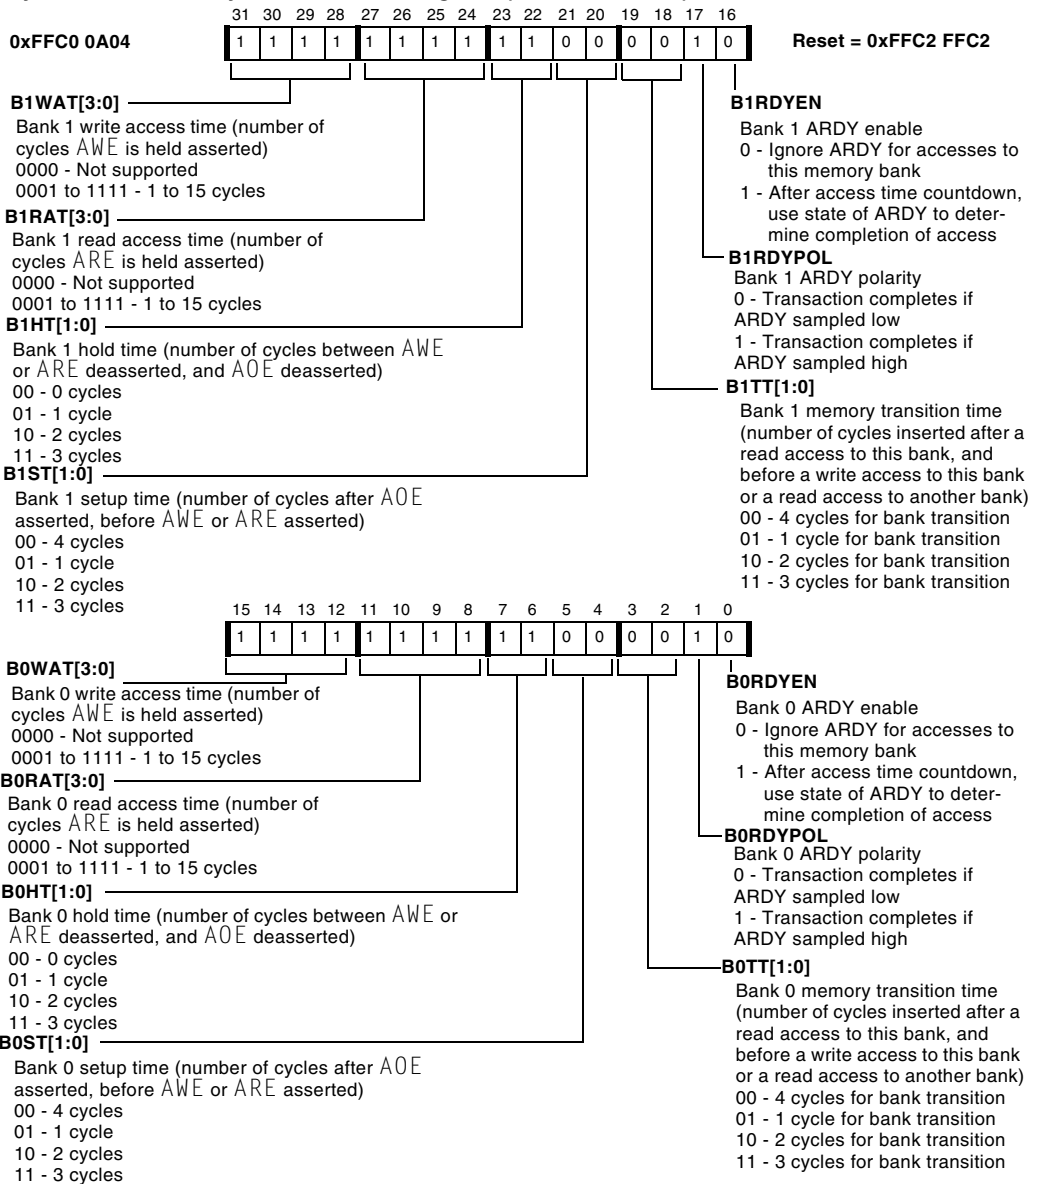 31 30 29 28 27 26 25 24 23 22 21 20 19 18 17 16
0xFFC0 0A04
1 1 1 1 1 1 1 1 1 1 0 0 0 0 1 0
Reset = 0xFFC2 FFC2
B1WAT[3:0]
Bank 1 write access time (number of
cycles AWE is held asserted)
0000 - Not supported
0001 to 1111 - 1 to 15 cycles
B1RAT[3:0]
Bank 1 read access time (number of
cycles ARE is held asserted)
0000 - Not supported
0001 to 1111 - 1 to 15 cycles
B1HT[1:0]
Bank 1 hold time (number of cycles between AWE
or ARE deasserted, and AOE deasserted)
00 - 0 cycles
01 - 1 cycle
10 - 2 cycles
11 - 3 cycles
B1ST[1:0]
Bank 1 setup time (number of cycles after AOE
asserted, before AWE or ARE asserted)
00 - 4 cycles
01 - 1 cycle
10 - 2 cycles
11 - 3 cycles
B1RDYEN
Bank 1 ARDY enable
0 - Ignore ARDY for accesses to
this memory bank
1 - After access time countdown,
use state of ARDY to deter-
mine completion of access
B1RDYPOL
Bank 1 ARDY polarity
0 - Transaction completes if
ARDY sampled low
1 - Transaction completes if
ARDY sampled high
B1TT[1:0]
Bank 1 memory transition time
(number of cycles inserted after a
read access to this bank, and
before a write access to this bank
or a read access to another bank)
00 - 4 cycles for bank transition
01 - 1 cycle for bank transition
10 - 2 cycles for bank transition
11 - 3 cycles for bank transition
15 14 13 12 11 10 9 8 7 6 5 4 3 2 1 0
1 1 1 1 1 1 1 1 1 1 0 0 0 0 1 0
B0WAT[3:0]
Bank 0 write access time (number of
cycles AWE is held asserted)
0000 - Not supported
0001 to 1111 - 1 to 15 cycles
B0RAT[3:0]
Bank 0 read access time (number of
cycles ARE is held asserted)
0000 - Not supported
0001 to 1111 - 1 to 15 cycles
B0HT[1:0]
Bank 0 hold time (number of cycles between AWE or
ARE deasserted, and AOE deasserted)
00 - 0 cycles
01 - 1 cycle
10 - 2 cycles
11 - 3 cycles
B0ST[1:0]
Bank 0 setup time (number of cycles after AOE
asserted, before AWE or ARE asserted)
00 - 4 cycles
01 - 1 cycle
10 - 2 cycles
11 - 3 cycles
B0RDYEN
Bank 0 ARDY enable
0 - Ignore ARDY for accesses to
this memory bank
1 - After access time countdown,
use state of ARDY to deter-
mine completion of access
B0RDYPOL
Bank 0 ARDY polarity
0 - Transaction completes if
ARDY sampled low
1 - Transaction completes if
ARDY sampled high
B0TT[1:0]
Bank 0 memory transition time
(number of cycles inserted after a
read access to this bank, and
before a write access to this bank
or a read access to another bank)
00 - 4 cycles for bank transition
01 - 1 cycle for bank transition
10 - 2 cycles for bank transition
11 - 3 cycles for bank transition